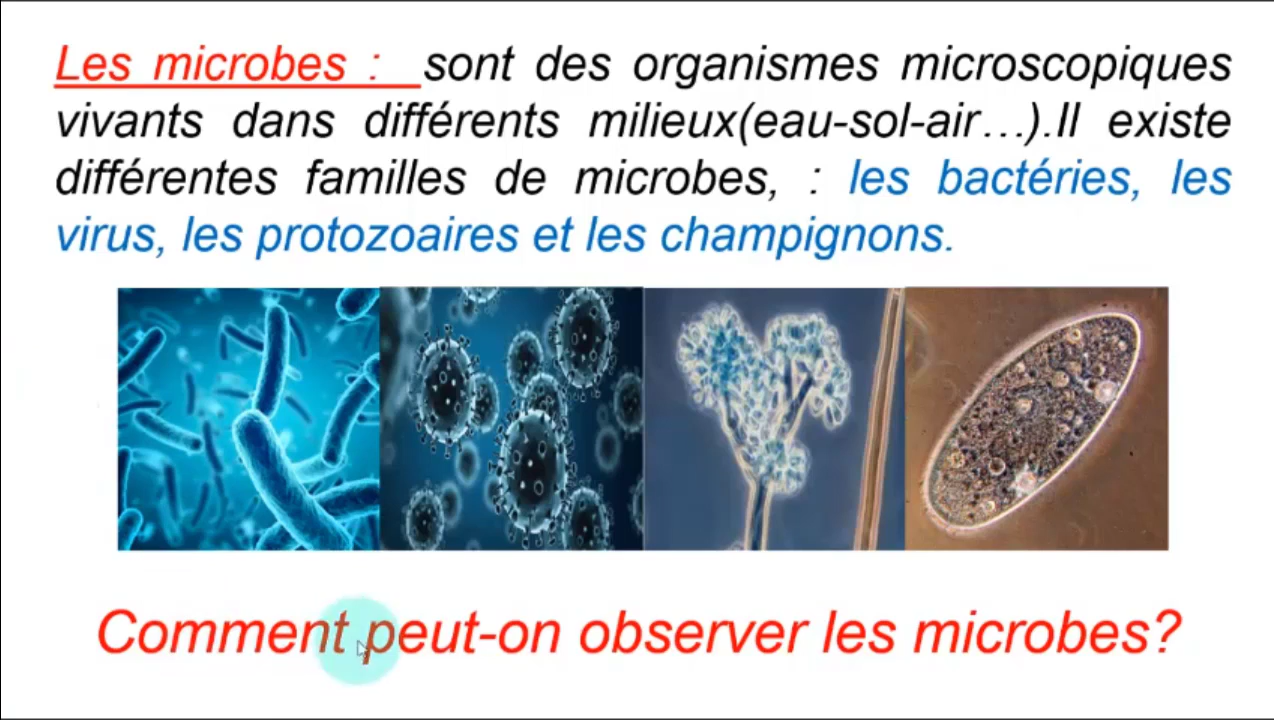 Les microbes : sont des organismes microscopiques
vivants dans différents milieux(eau-sol-air…).Il existe
différentes familles de microbes, : les bactéries, les
virus, les protozoaires et les champignons.
Comment peut-on observer les microbes?